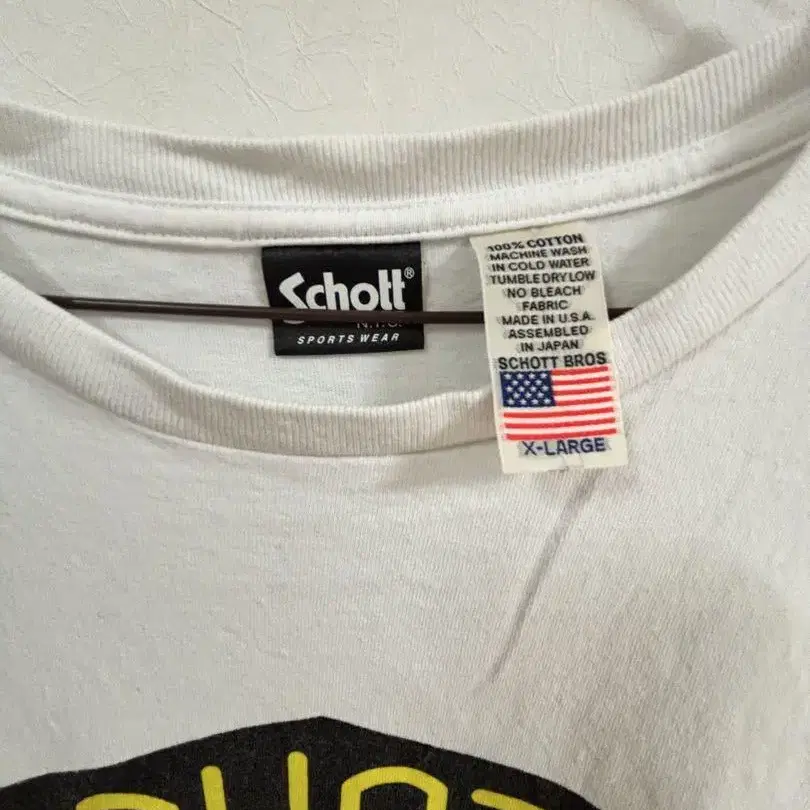 Schott®
N.Y.C.
SPORTS WEAR
100% COTTON
MACHINE WASH
IN COLD WATER
TUMBLE DRY LOW
NO BLEACH
FABRIC
MADE IN U.S.A.
ASSEMBLED
IN JAPAN
SCHOTT BROS
X-LARGE